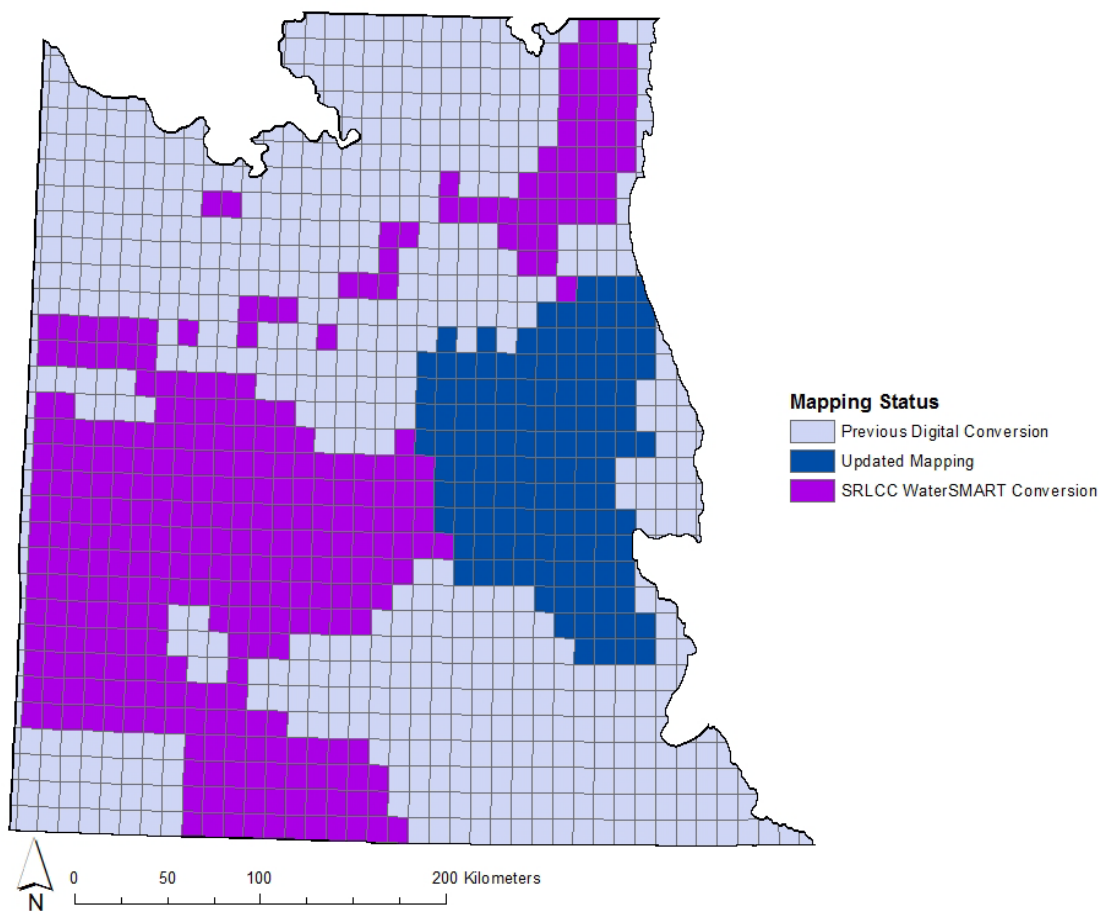 Mapping Status
Previous Digital Conversion
Updated Mapping
SRLCC WaterSMART Conversion
0 50 100 200 Kilometers
N